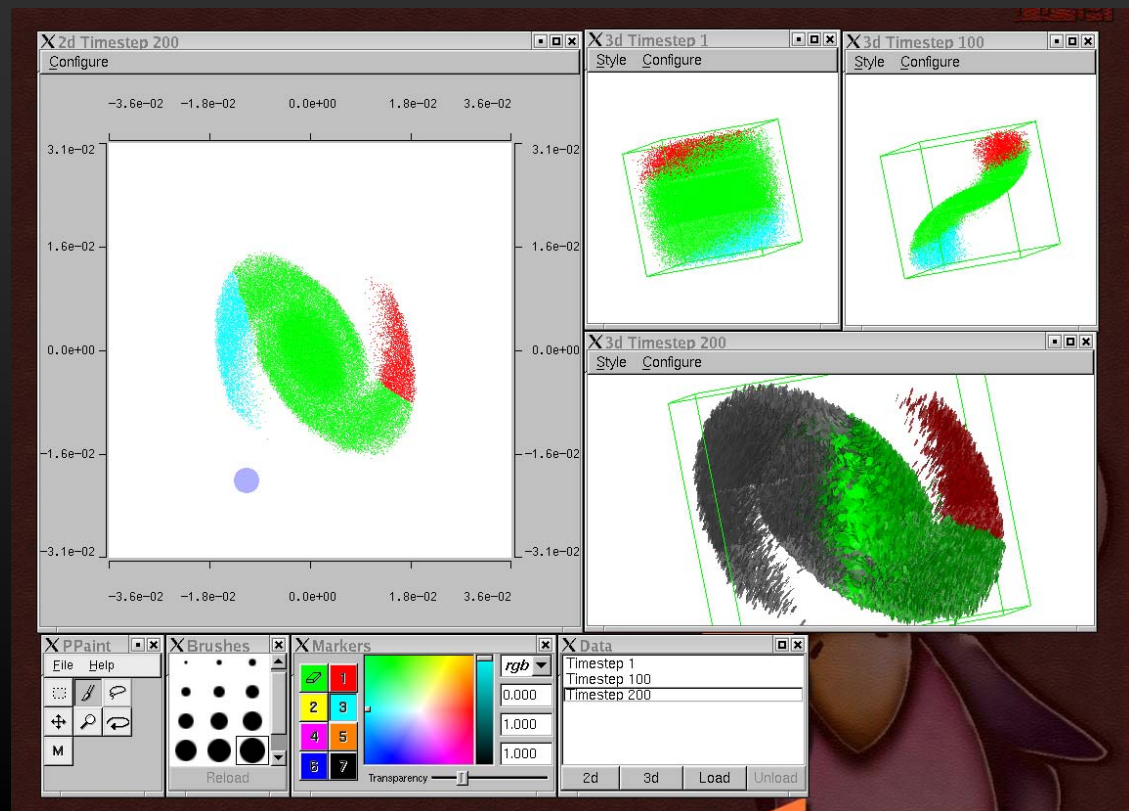 2d Timestep 200
Configure
-3.6e-02 -1.8e-02 0.0e+00 1.8e-02 3.6e-02
3.1e-02 3.1e-02
1.6e-02 1.6e-02
0.0e+00 0.0e+00
-1.6e-02 -1.6e-02
-3.1e-02 -3.1e-02
-3.6e-02 -1.8e-02 0.0e+00 1.8e-02 3.6e-02
3d Timestep 1
Style Configure
3d Timestep 100
Style Configure
3d Timestep 200
Style Configure
PPaint
File Help
M
Brushes
Reload
Markers
1
2 3
4 5
6 7
rgb
0.000
1.000
1.000
Transparency
Data
Timestep 1
Timestep 100
Timestep 200
2d 3d Load Unload